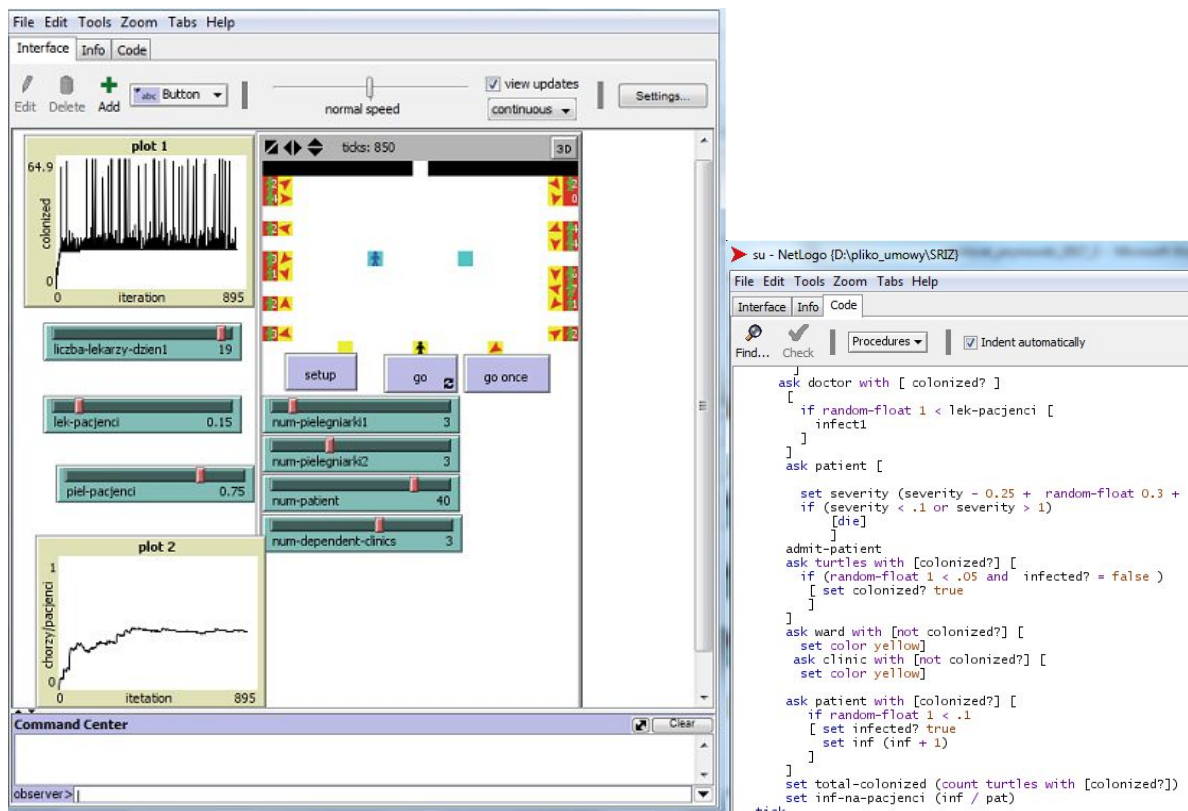 File Edit Tools Zoom Tabs Help
Interface Info Code
Edit Delete Add abc Button normal speed view updates continuous Settings...
plot 1
64.9
colonized
0
0 iteration 895
ticks: 850 3D
liczba-lekarzy-dzien1 19
lek-pacjenci 0.15
piel-pacjenci 0.75
setup go go once
num-pielegniarki1 3
num-pielegniarki2 3
num-patient 40
num-dependent-clinics 3
plot 2
1
chorzy/pacjenci
0
0 itetation 895
Command Center Clear
observer>
su - NetLogo {D:\pliko_umowy\SRIZ}
File Edit Tools Zoom Tabs Help
Interface Info Code
Find... Check Procedures Indent automatically
]
ask doctor with [ colonized? ]
[
if random-float 1 < lek-pacjenci [
infect1
]
]
ask patient [
set severity (severity - 0.25 + random-float 0.3 +
if (severity < .1 or severity > 1)
[die]
]
admit-patient
ask turtles with [colonized?] [
if (random-float 1 < .05 and infected? = false )
[ set colonized? true
]
]
ask ward with [not colonized?] [
set color yellow]
ask clinic with [not colonized?] [
set color yellow]
ask patient with [colonized?] [
if random-float 1 < .1
[ set infected? true
set inf (inf + 1)
]
]
set total-colonized (count turtles with [colonized?])
set inf-na-pacjenci (inf / pat)
tick